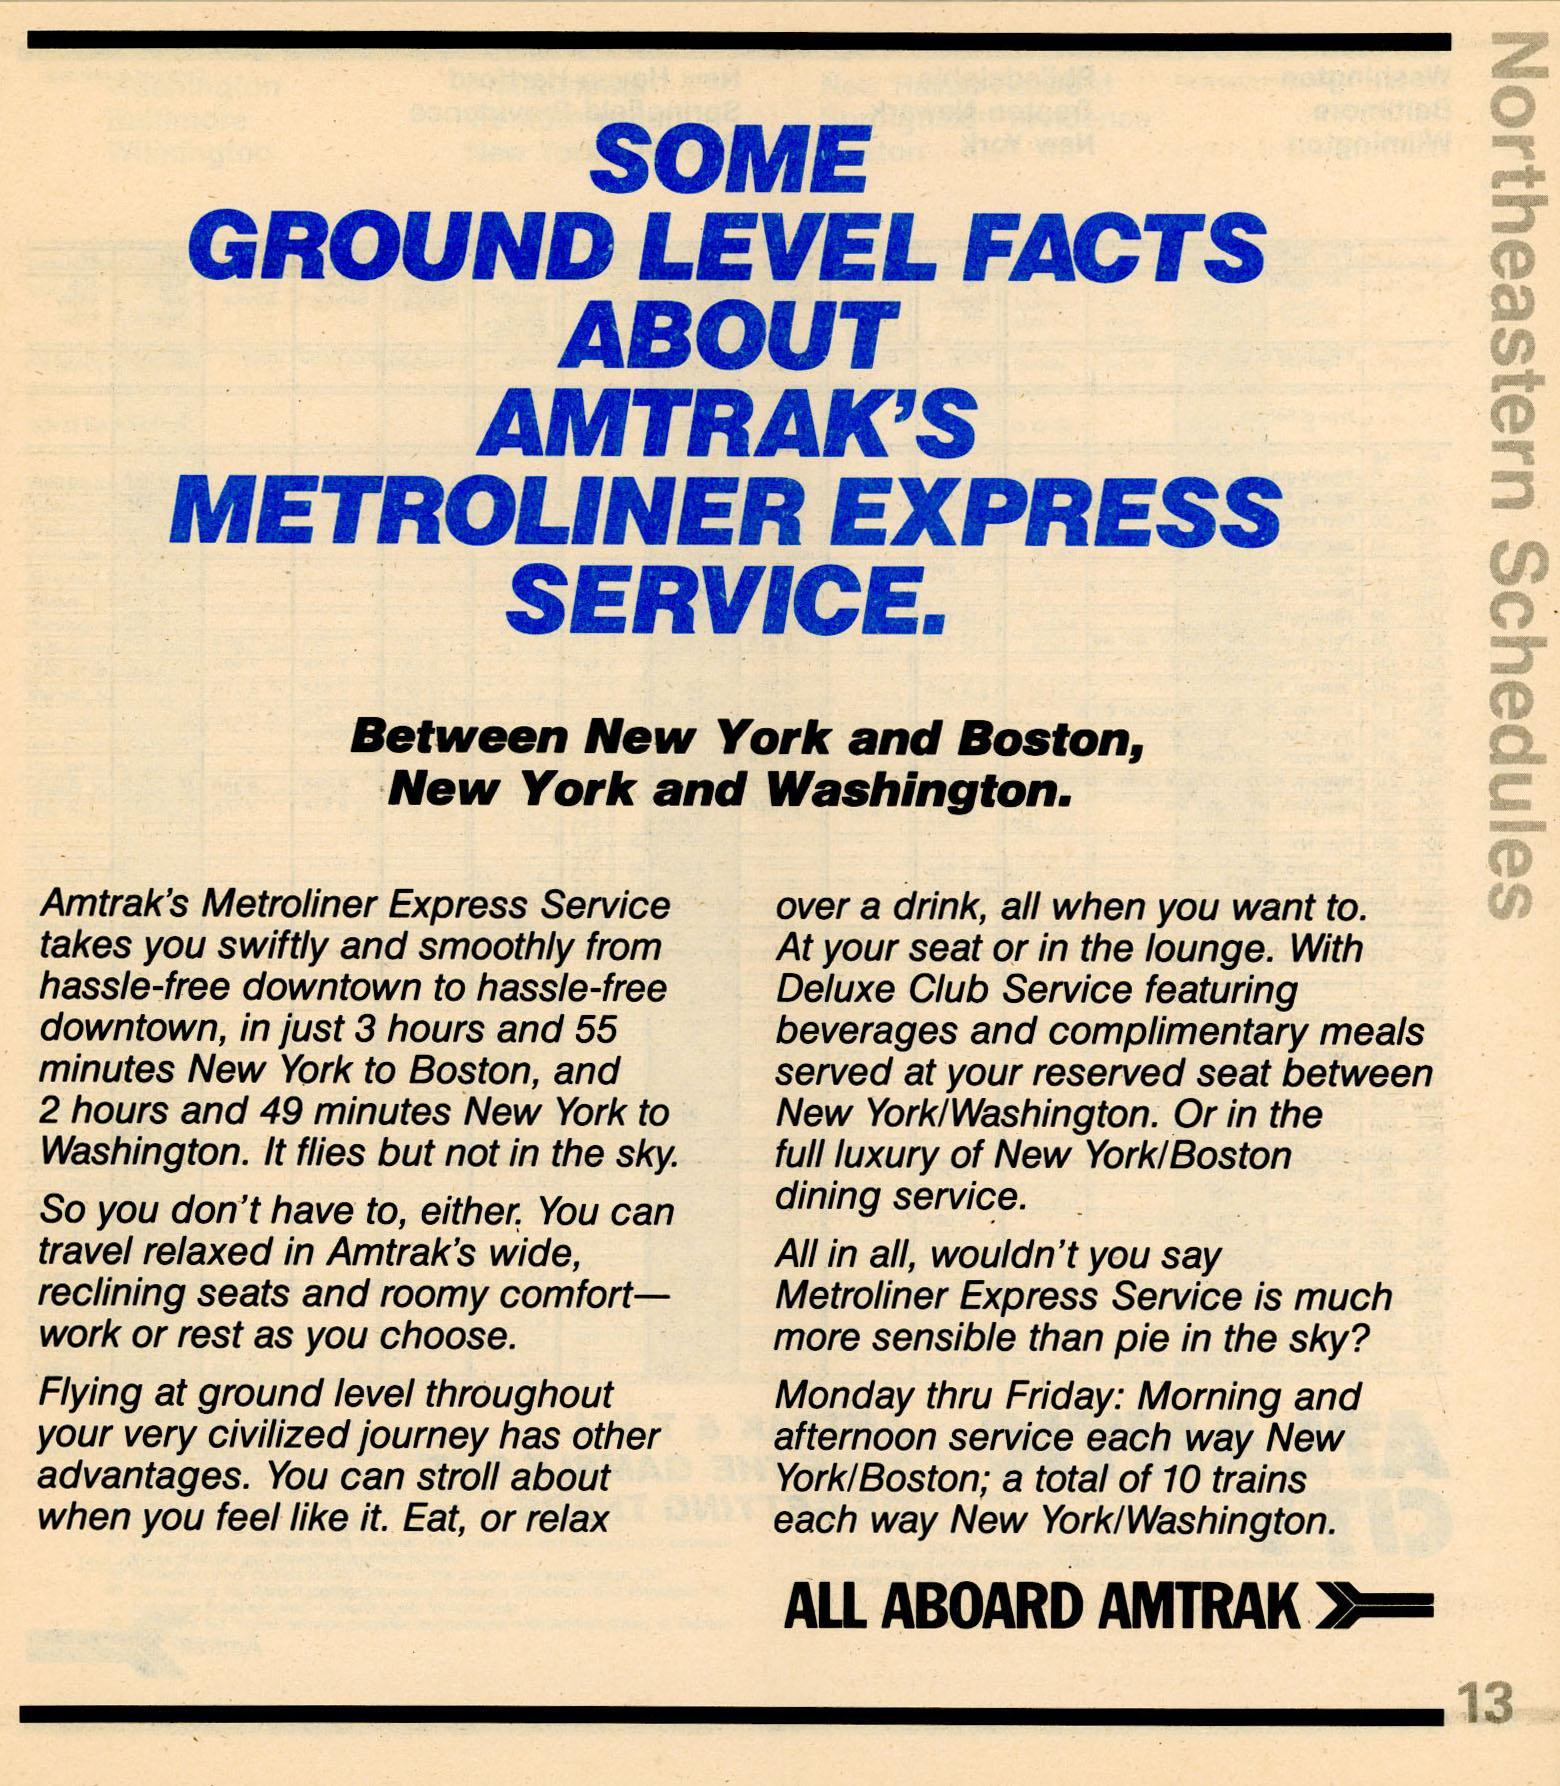 SOME
GROUND LEVEL FACTS
ABOUT
AMTRAK'S
METROLINER EXPRESS
SERVICE.
Between New York and Boston,
New York and Washington.
Amtrak's Metroliner Express Service
takes you swiftly and smoothly from
hassle-free downtown to hassle-free
downtown, in just 3 hours and 55
minutes New York to Boston, and
2 hours and 49 minutes New York to
Washington. It flies but not in the sky.
So you don't have to, either. You can
travel relaxed in Amtrak's wide,
reclining seats and roomy comfort—
work or rest as you choose.
Flying at ground level throughout
your very civilized journey has other
advantages. You can stroll about
when you feel like it. Eat, or relax
over a drink, all when you want to.
At your seat or in the lounge. With
Deluxe Club Service featuring
beverages and complimentary meals
served at your reserved seat between
New York/Washington. Or in the
full luxury of New York/Boston
dining service.
All in all, wouldn't you say
Metroliner Express Service is much
more sensible than pie in the sky?
Monday thru Friday: Morning and
afternoon service each way New
York/Boston; a total of 10 trains
each way New York/Washington.
ALL ABOARD AMTRAK
Northeastern Schedules
13